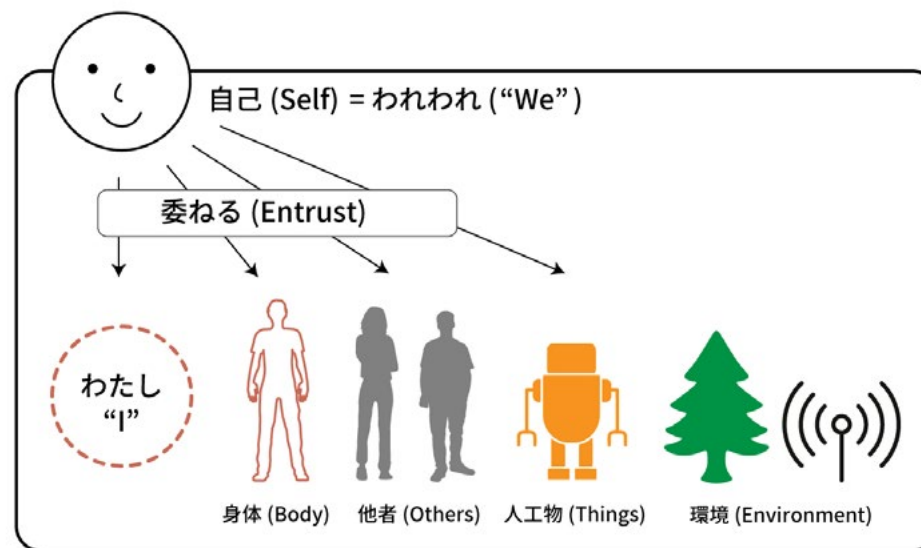 自己 (Self) = われわれ (“We”)
委ねる (Entrust)
わたし
“I”
身体 (Body)
他者 (Others)
人工物 (Things)
環境 (Environment)